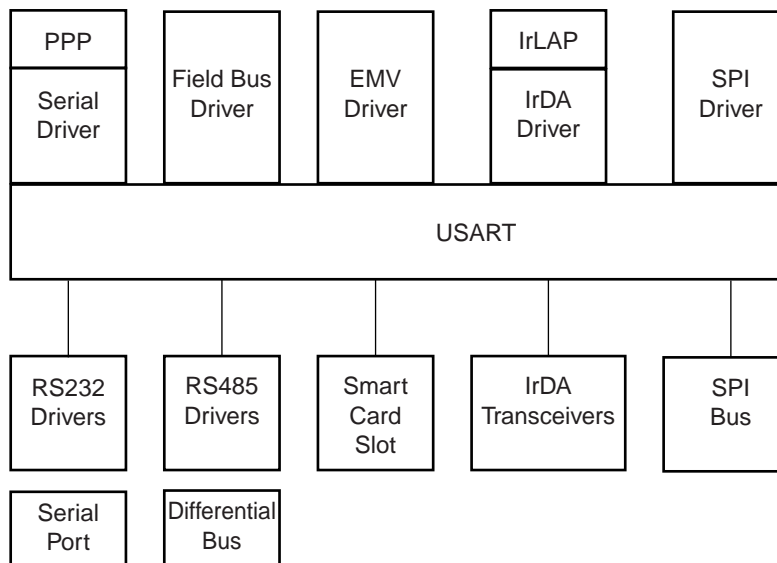 PPP
Serial
Driver
Field Bus
Driver
EMV
Driver
IrLAP
IrDA
Driver
SPI
Driver
USART
RS232
Drivers
RS485
Drivers
Smart
Card
Slot
IrDA
Transceivers
SPI
Bus
Serial
Port
Differential
Bus